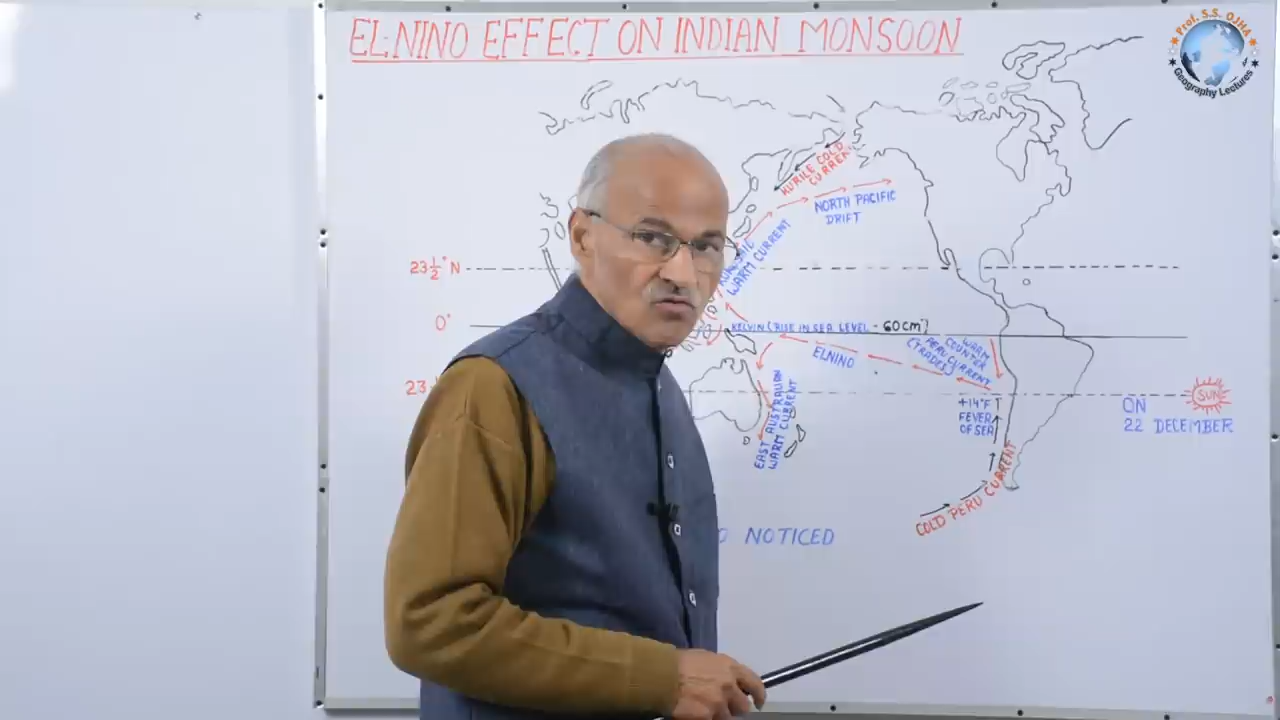 EL-NINO EFFECT ON INDIAN MONSOON
Prof. S.S. OJHA
Geography Lectures
KURILE COLD
CURRENT
NORTH PACIFIC
DRIFT
WARM CURRENT
23½° N
0°
KELVIN (RISE IN SEA LEVEL - 60cm)
ELNINO
WARM
COUNTER
PERU CURRENT
(TRADES)
23
EAST AUSTRALIAN
WARM CURRENT
+14°F
FEVER
OF SEA
SUN
ON
22 DECEMBER
COLD PERU CURRENT
NOTICED